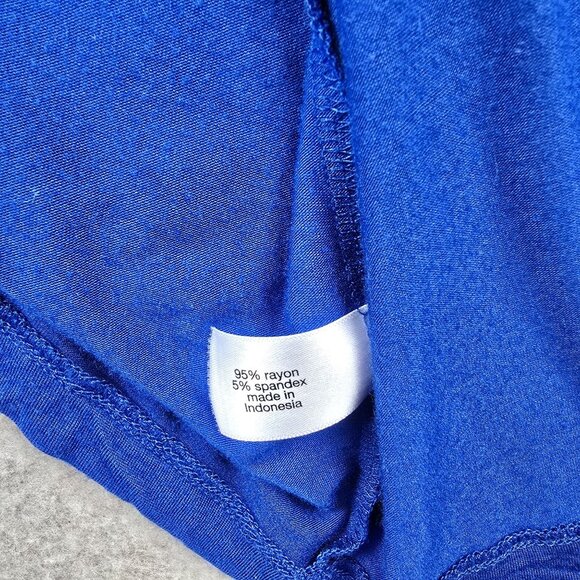 95% rayon
5% spandex
made in
Indonesia